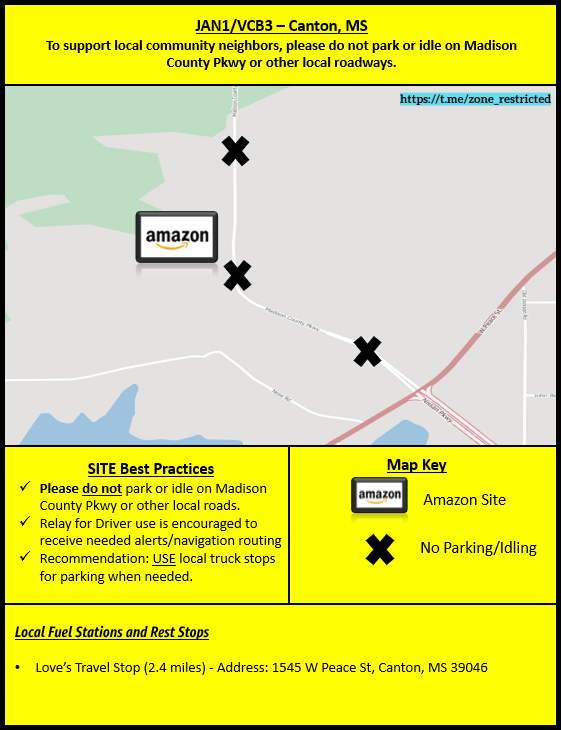 JAN1/VCB3 – Canton, MS
To support local community neighbors, please do not park or idle on Madison
County Pkwy or other local roadways.
https://t.me/zone_restricted
amazon
Madison County Pkwy
W Peace St
Nissan Pkwy
Nissan Pkwy
SITE Best Practices
✓ Please do not park or idle on Madison
County Pkwy or other local roads.
✓ Relay for Driver use is encouraged to
receive needed alerts/navigation routing
✓ Recommendation: USE local truck stops
for parking when needed.
Map Key
amazon
Amazon Site
No Parking/Idling
Local Fuel Stations and Rest Stops
• Love's Travel Stop (2.4 miles) - Address: 1545 W Peace St, Canton, MS 39046